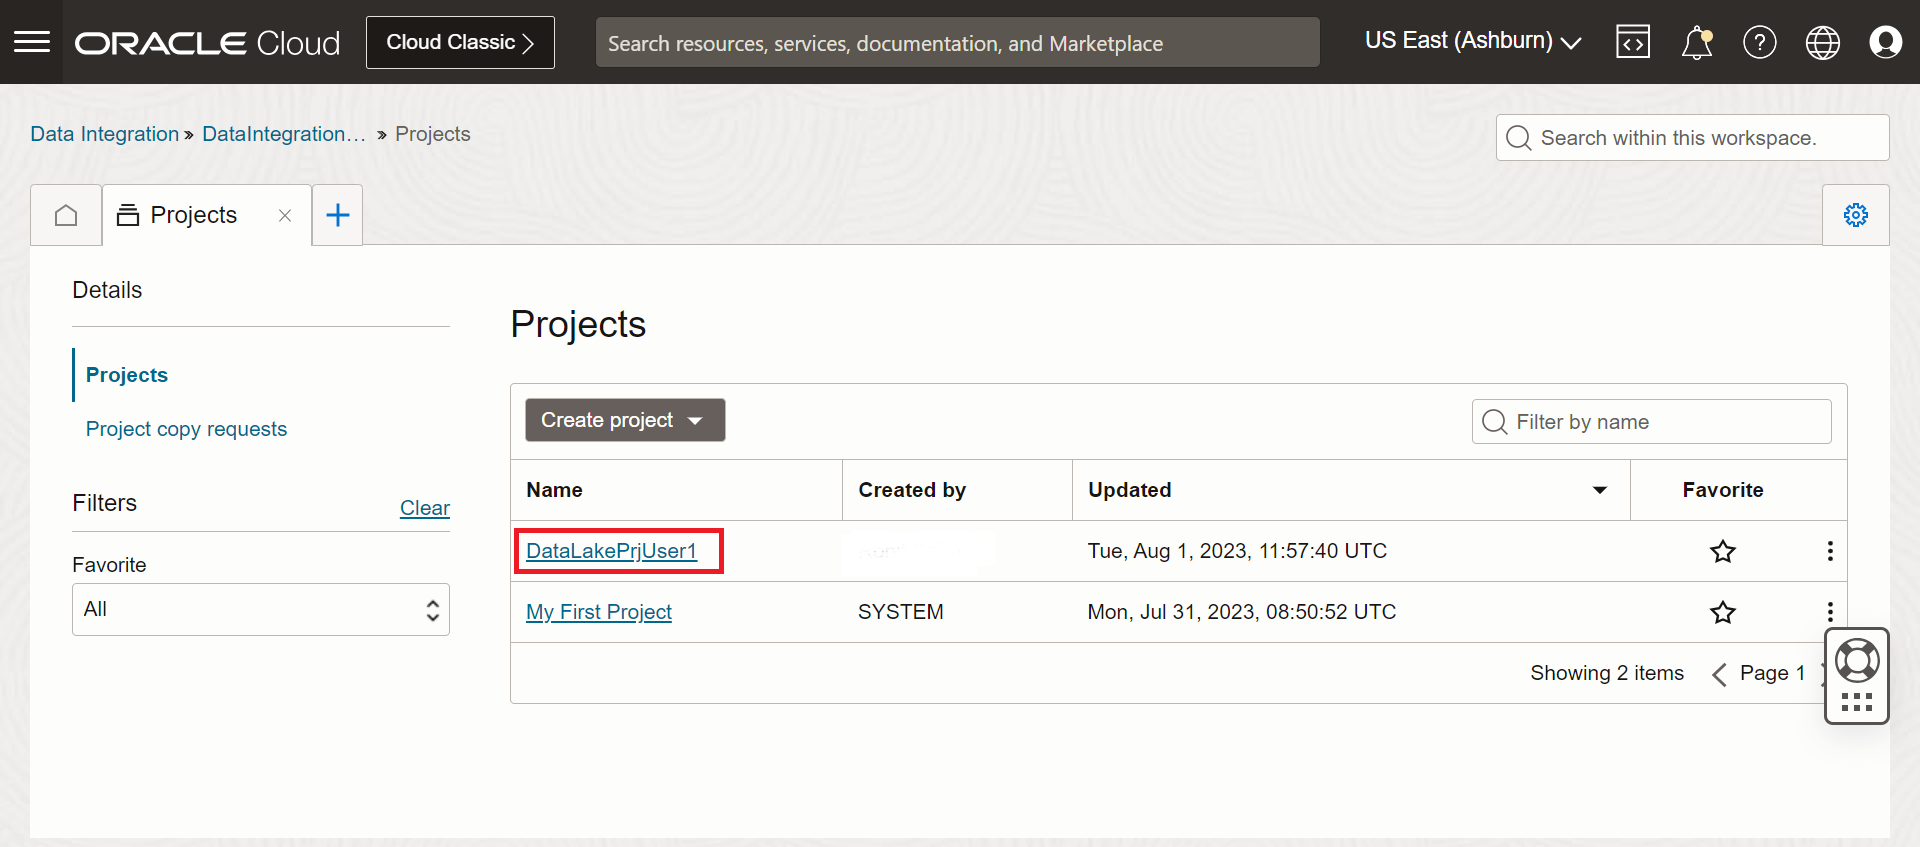 ORACLE Cloud
Cloud Classic
Search resources, services, documentation, and Marketplace
US East (Ashburn)
Data Integration » DataIntegration… » Projects
Search within this workspace.
Projects
Details
Projects
Project copy requests
Filters
Clear
Favorite
All
Projects
Create project
Filter by name
Name Created by Updated Favorite
DataLakePrjUser1 Tue, Aug 1, 2023, 11:57:40 UTC
My First Project SYSTEM Mon, Jul 31, 2023, 08:50:52 UTC
Showing 2 items Page 1